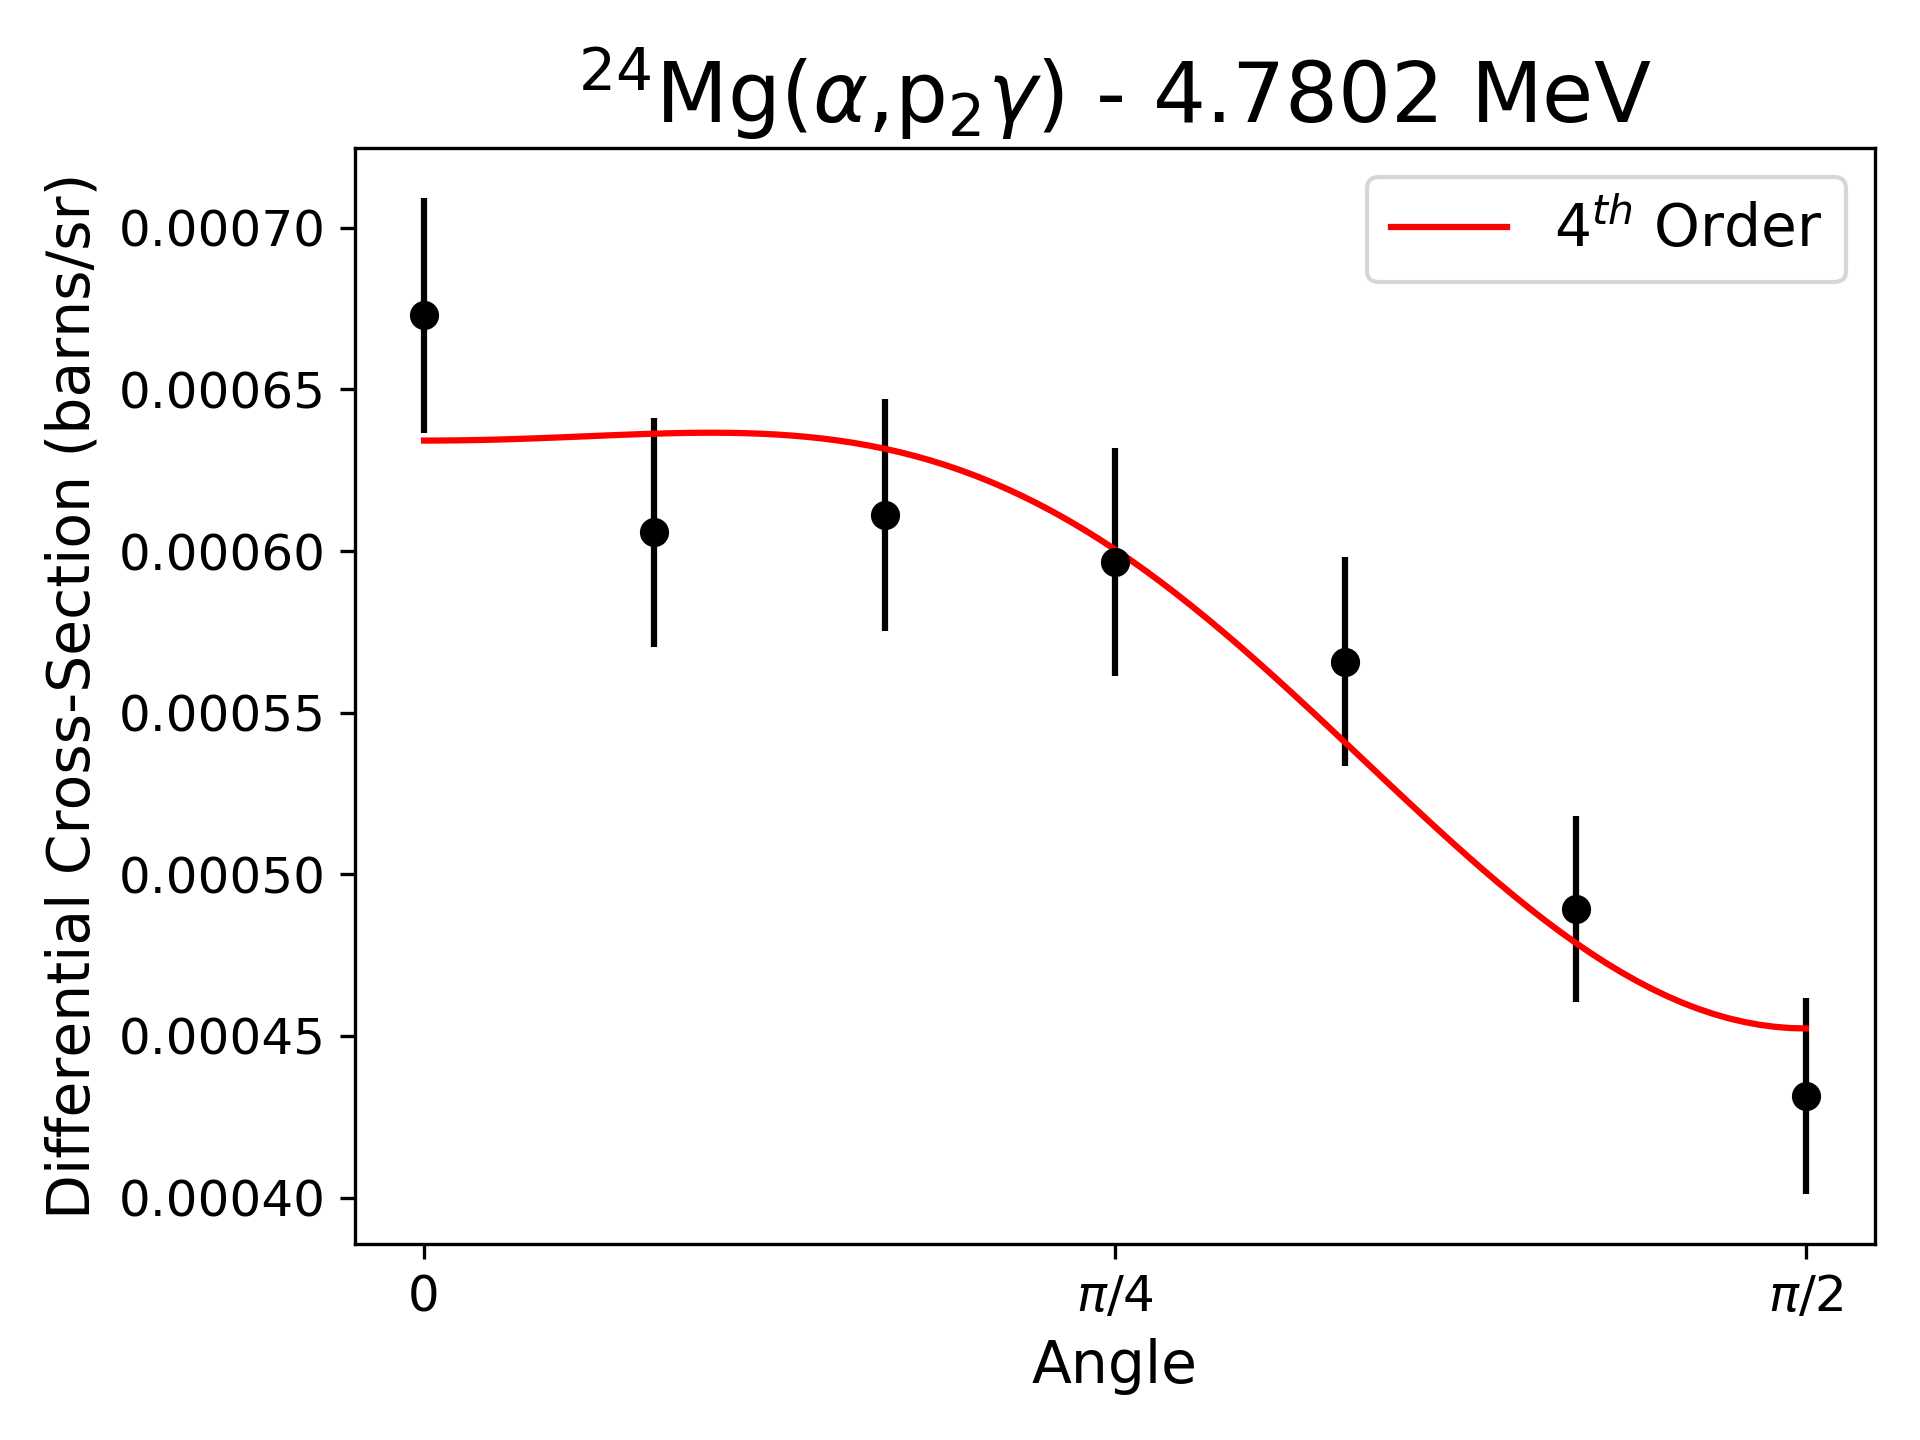 ²⁴Mg(α,p₂γ) - 4.7802 MeV
4ᵗʰ Order
Differential Cross-Section (barns/sr)
0.00070
0.00065
0.00060
0.00055
0.00050
0.00045
0.00040
0 π/4 π/2
Angle